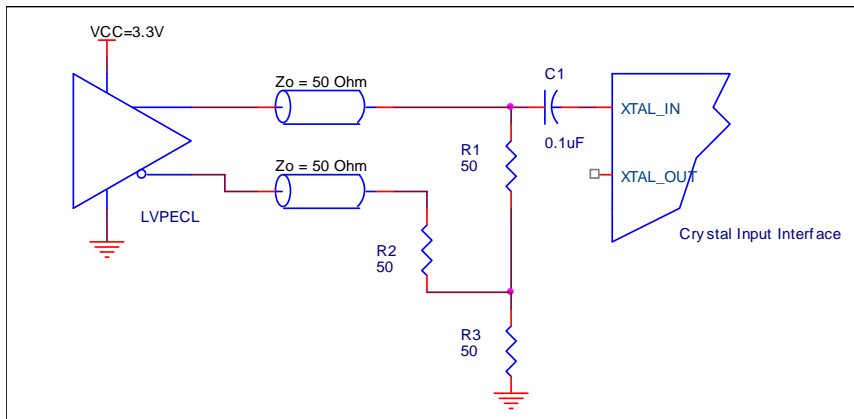 VCC=3.3V
Zo = 50 Ohm
C1
XTAL_IN
0.1uF
R1
50
Zo = 50 Ohm
XTAL_OUT
LVPECL
Crystal Input Interface
R2
50
R3
50